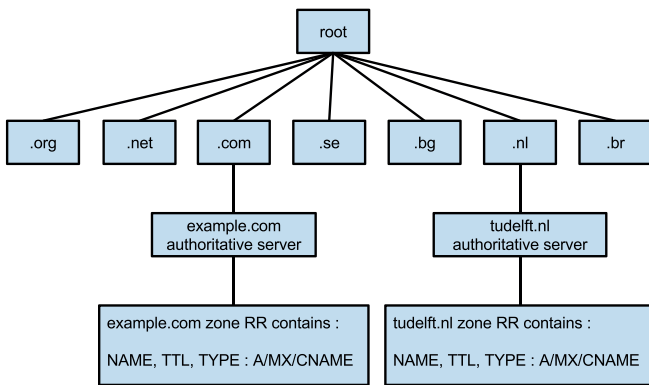 root
.org
.net
.com
.se
.bg
.nl
.br
example.com
authoritative server
tudelft.nl
authoritative server
example.com zone RR contains :
NAME, TTL, TYPE : A/MX/CNAME
tudelft.nl zone RR contains :
NAME, TTL, TYPE : A/MX/CNAME